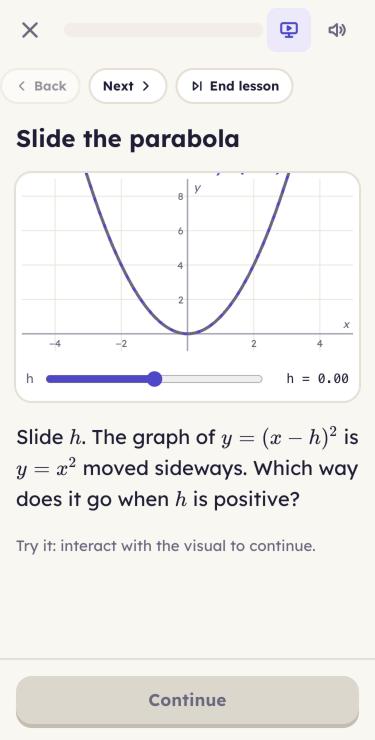 Back Next End lesson
Slide the parabola
y
8
6
4
2
x
−4 −2 2 4
h h = 0.00
Slide h. The graph of y = (x − h)² is
y = x² moved sideways. Which way
does it go when h is positive?
Try it: interact with the visual to continue.
Continue